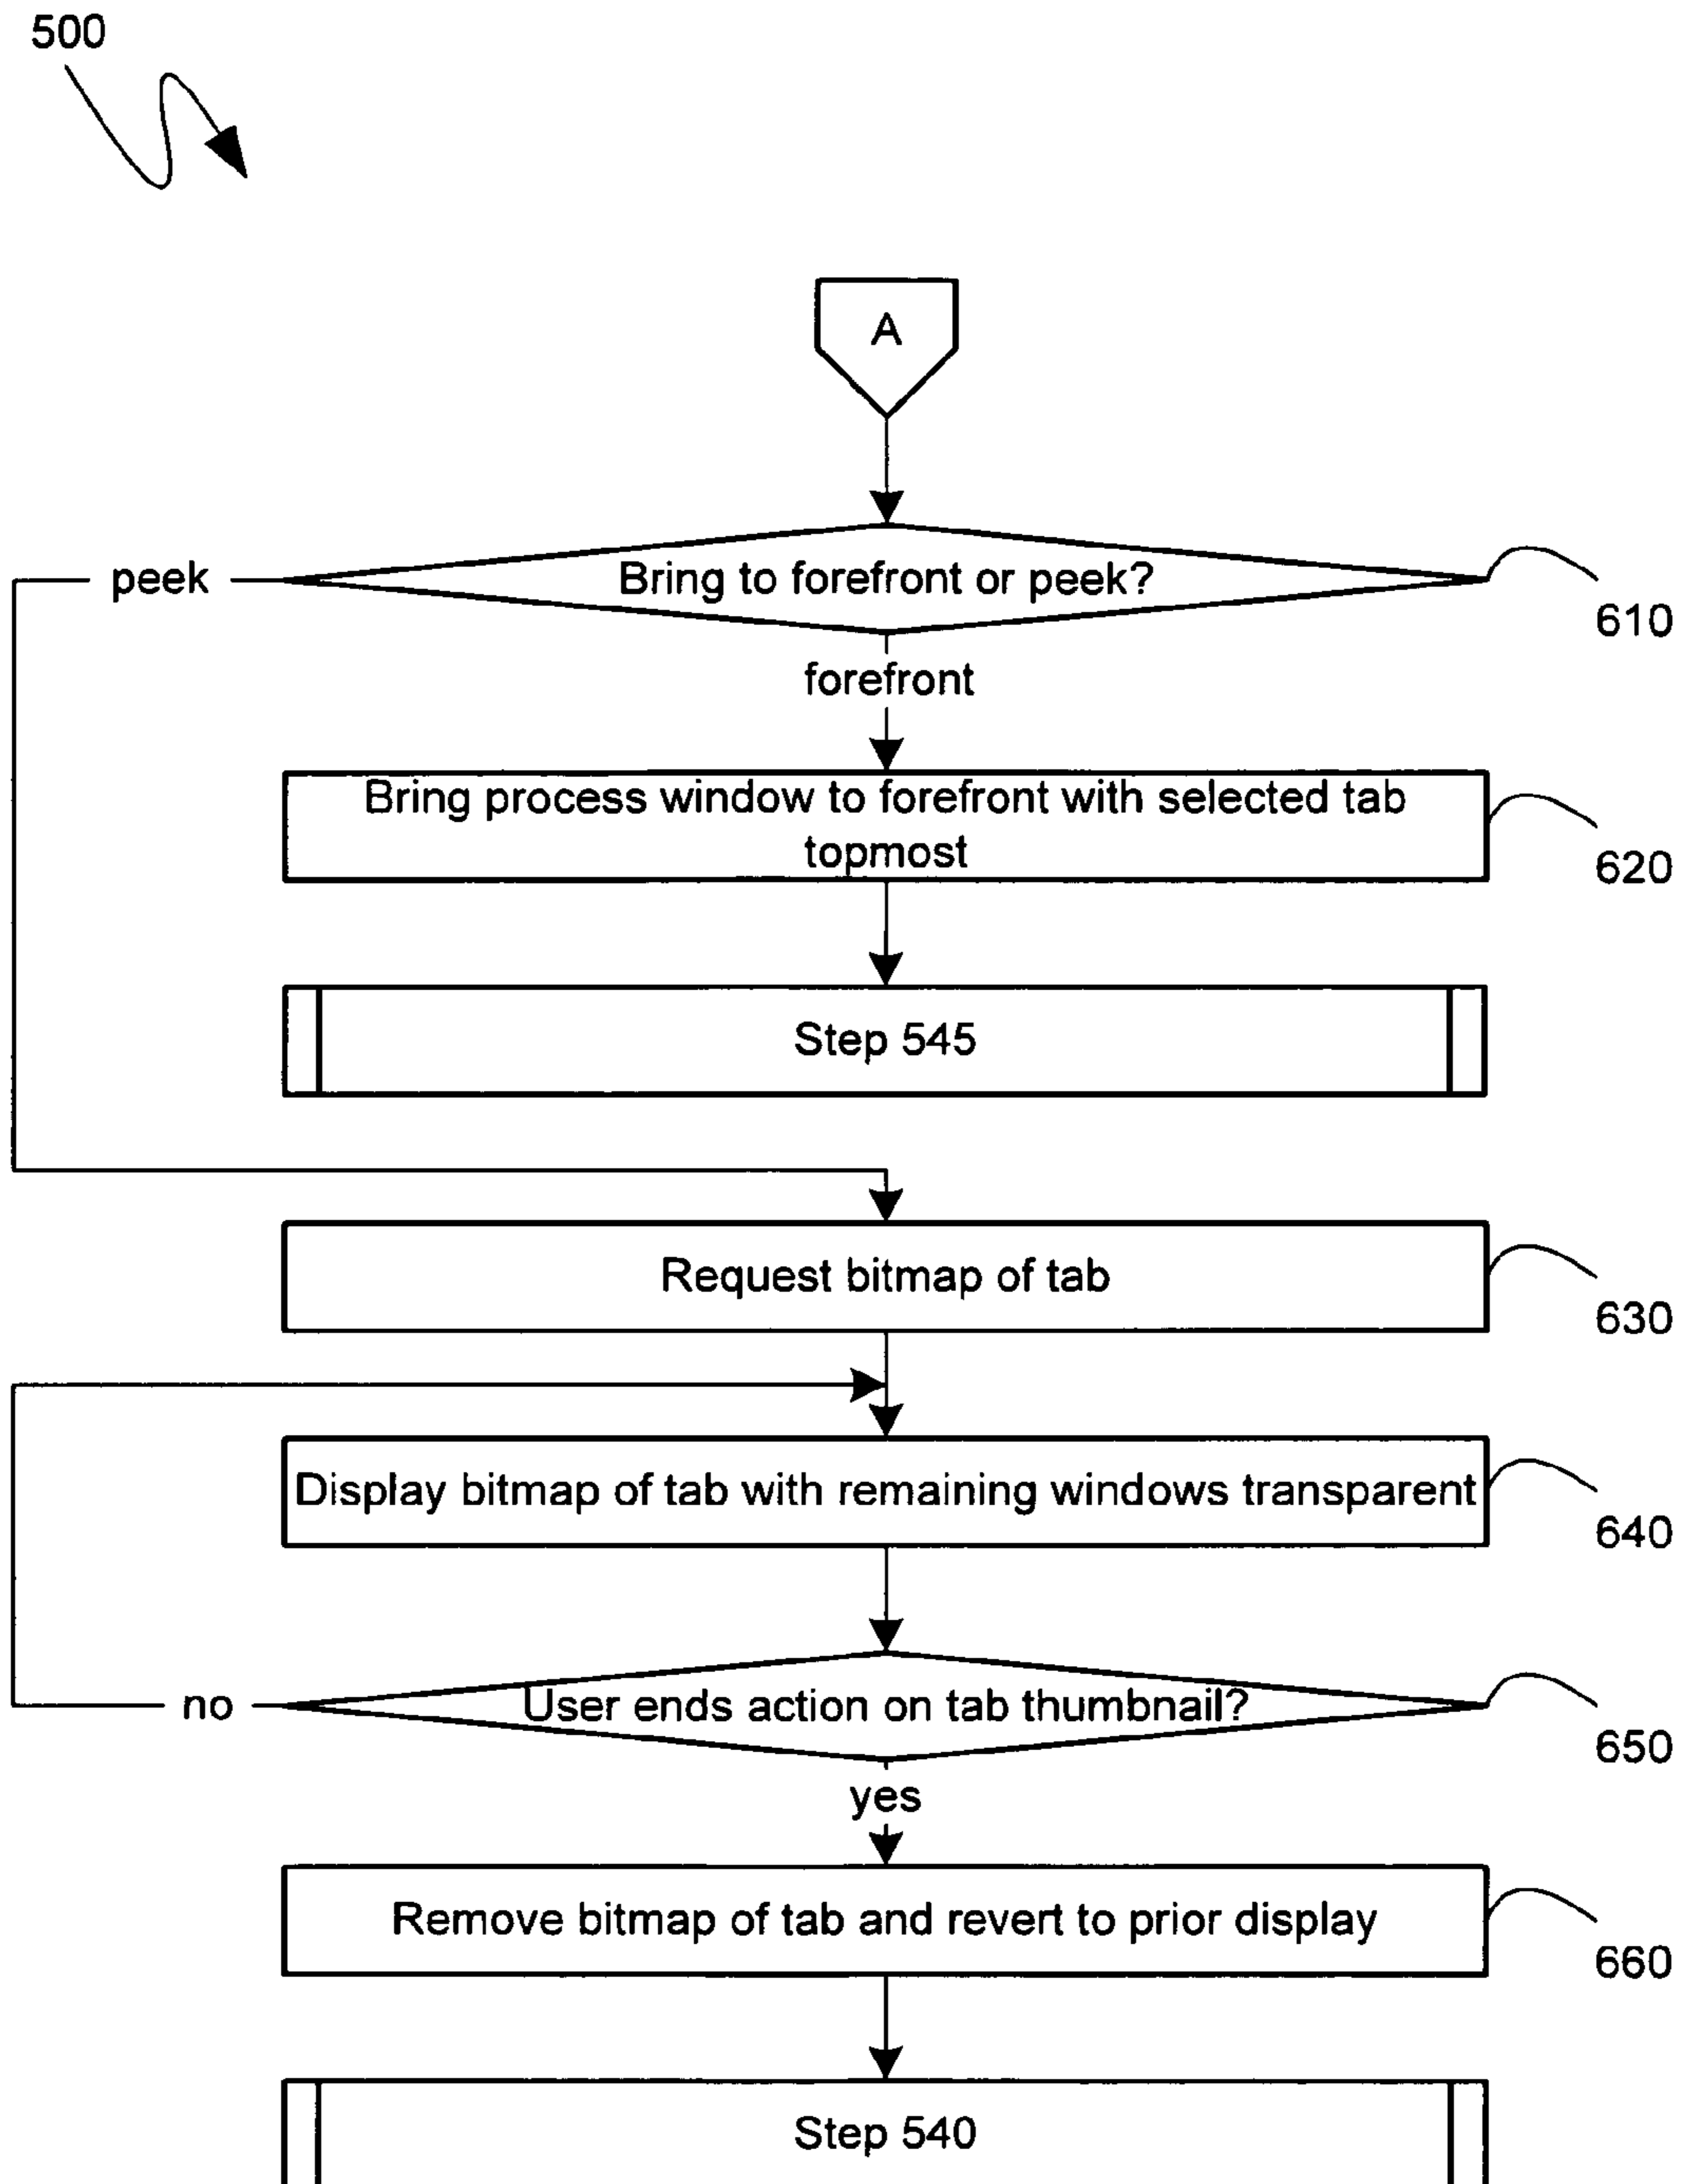 500
A
peek
Bring to forefront or peek?
610
forefront
Bring process window to forefront with selected tab
topmost
620
Step 545
Request bitmap of tab
630
Display bitmap of tab with remaining windows transparent
640
no
User ends action on tab thumbnail?
650
yes
Remove bitmap of tab and revert to prior display
660
Step 540